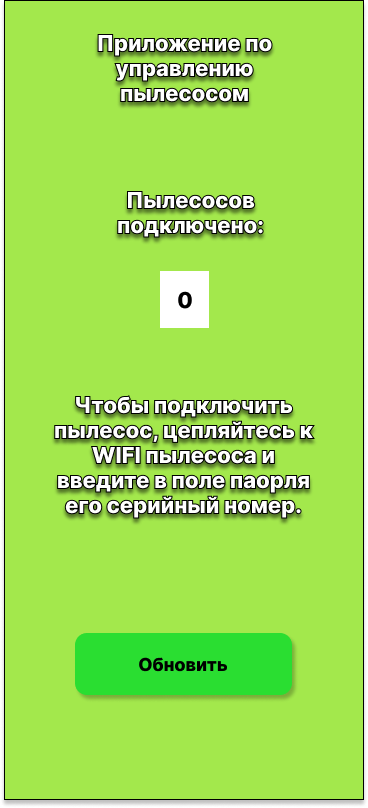 Приложение по
управлению
пылесосом
Пылесосов
подключено:
0
Чтобы подключить
пылесос, цепляйтесь к
WIFI пылесоса и
введите в поле паорля
его серийный номер.
Обновить